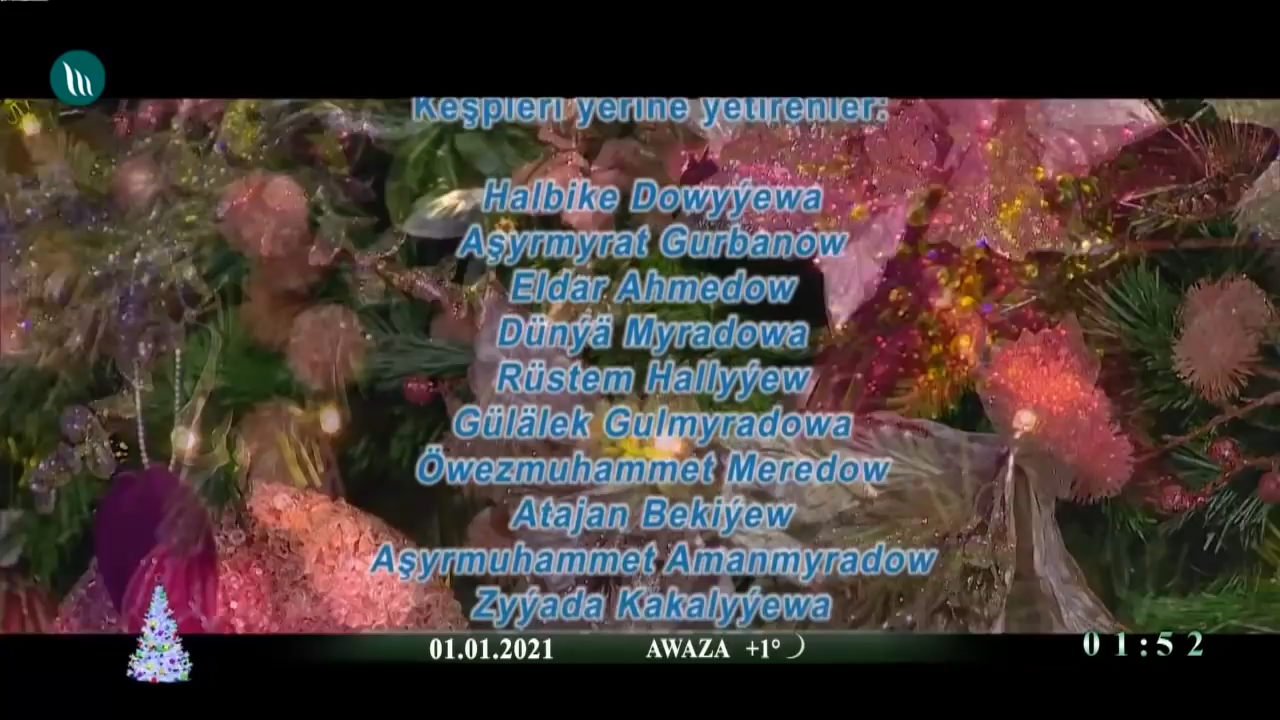 Keşpleri ýerine ýetirenler:
Halbike Dowyýewa
Aşyrmyrat Gurbanow
Eldar Ahmedow
Dünýä Myradowa
Rüstem Hallyýew
Gülälek Gulmyradowa
Öwezmuhammet Meredow
Atajan Bekiýew
Aşyrmuhammet Amanmyradow
Zyýada Kakalyýewa
01.01.2021 AWAZA +1° 01:52